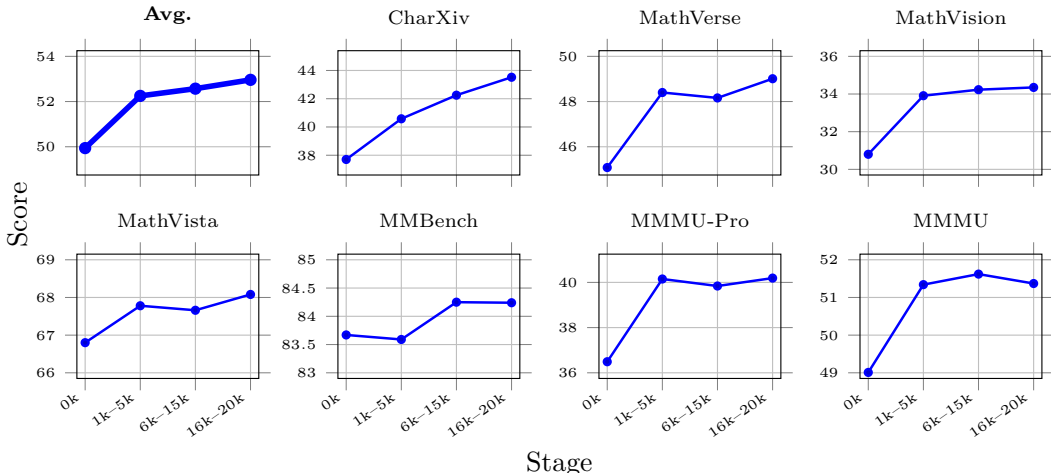 Avg.
CharXiv
MathVerse
MathVision
54
52
50
44
42
40
38
50
48
46
36
34
32
30
Score
MathVista
MMBench
MMMU-Pro
MMMU
69
68
67
66
85
84.5
84
83.5
83
40
38
36
52
51
50
49
0k
1k–5k
6k–15k
16k–20k
0k
1k–5k
6k–15k
16k–20k
0k
1k–5k
6k–15k
16k–20k
0k
1k–5k
6k–15k
16k–20k
Stage